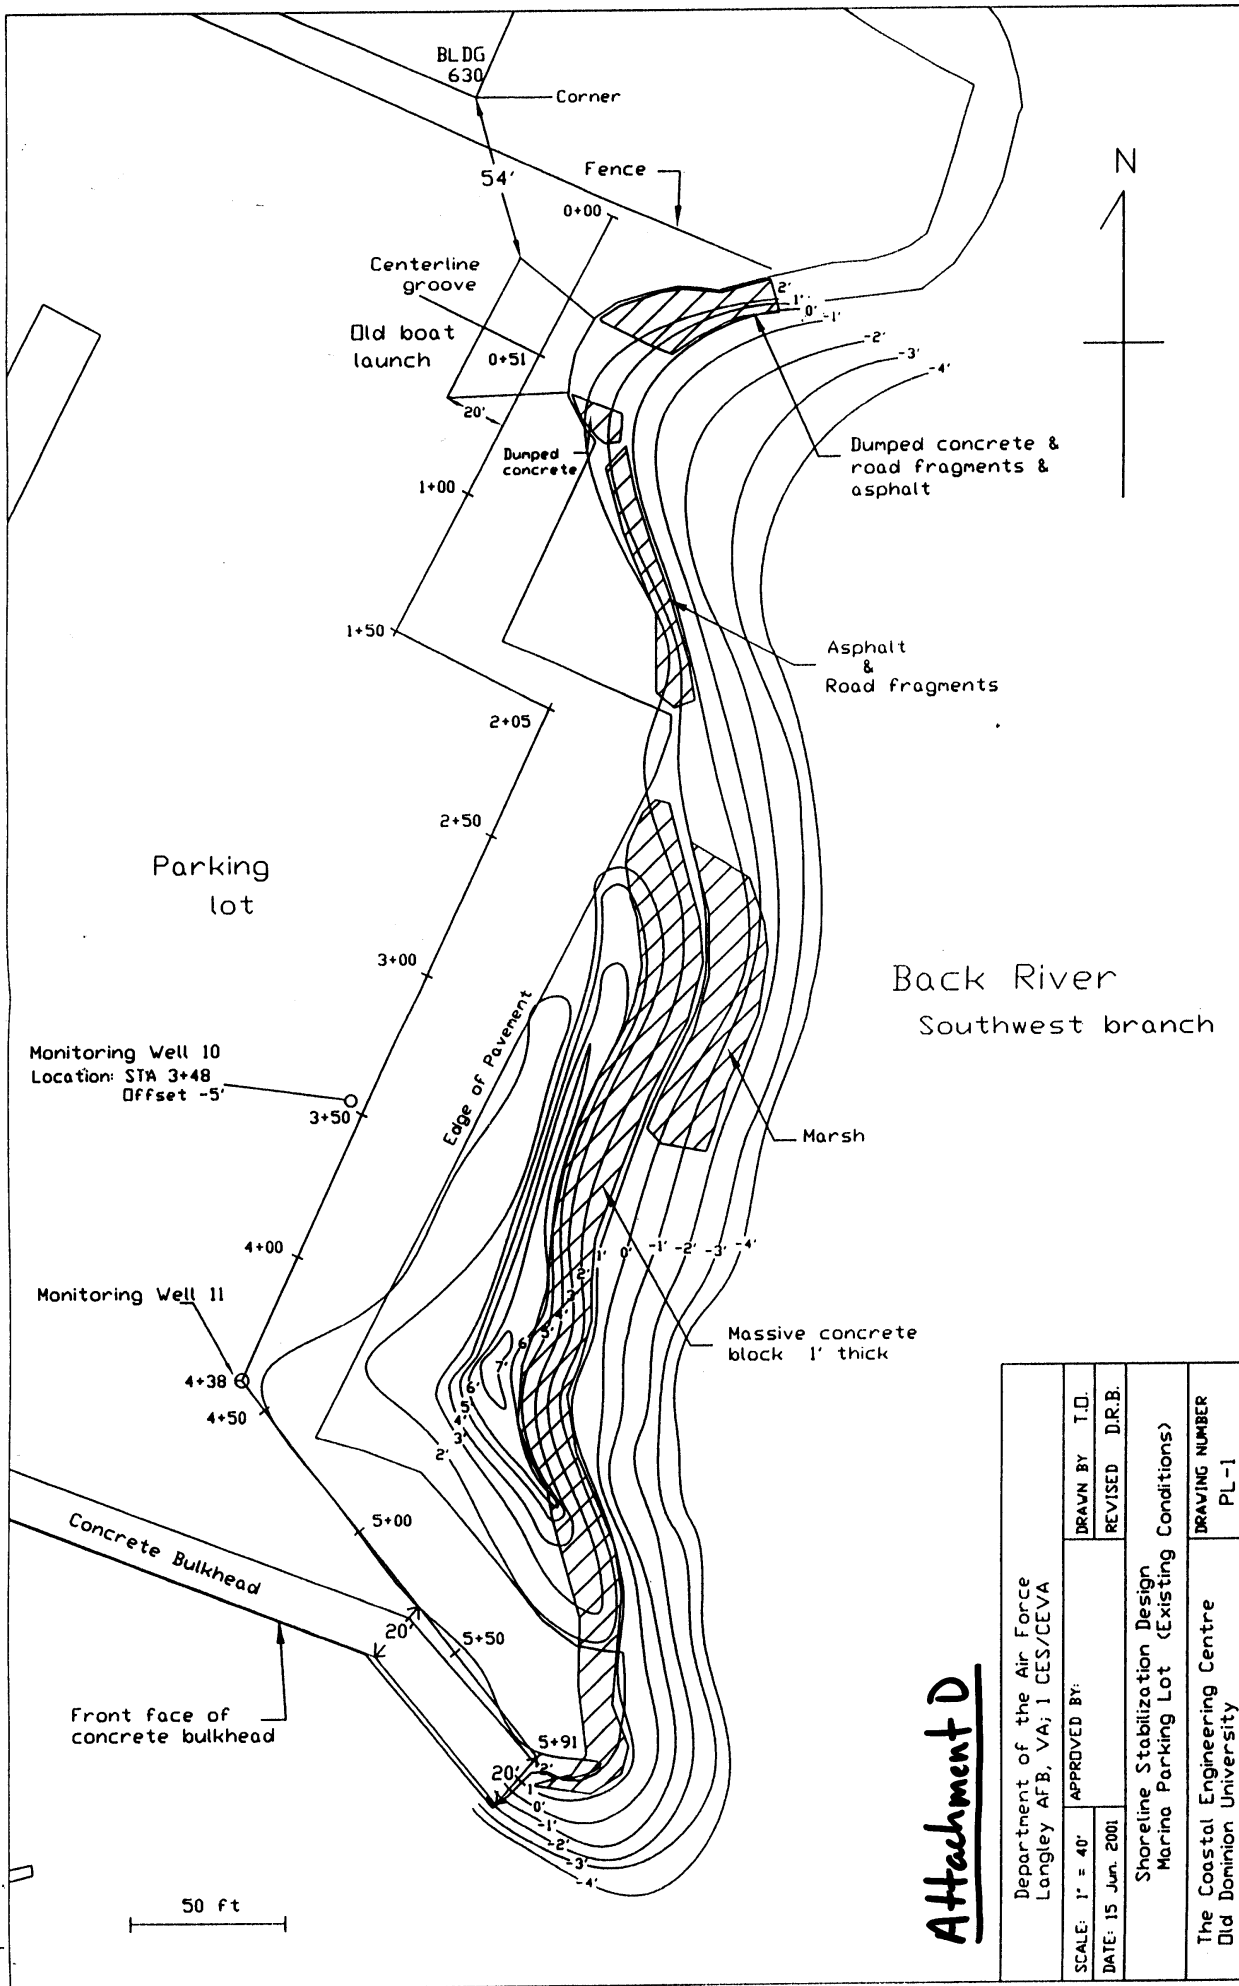 BLDG
630
Corner
N
54'
Fence
0+00
Centerline
groove
2'
1'
0'
-1'
Old boat
launch
0+51
-2'
-3'
-4'
20'
Dumped
concrete
Dumped concrete &
road fragments &
asphalt
1+00
1+50
Asphalt
&
Road fragments
2+05
2+50
Parking
lot
3+00
Back River
Southwest branch
Edge of Pavement
Monitoring Well 10
Location: STA 3+48
Offset -5'
3+50
Marsh
4+00
1'
0'
-1'
-2'
-3'
-4'
2'
3'
4'
5'
6'
7'
Monitoring Well 11
Massive concrete
block 1' thick
4+38
4+50
6'
5'
4'
3'
2'
Concrete Bulkhead
5+00
20'
5+50
Front face of
concrete bulkhead
5+91
20'
2'
1'
0'
-1'
-2'
-3'
-4'
50 ft
Attachment D
Department of the Air Force
Langley AFB, VA; 1 CES/CEVA
SCALE: 1" = 40'
APPROVED BY:
DRAWN BY T.O.
DATE: 15 Jun. 2001
REVISED D.R.B.
Shoreline Stabilization Design
Marina Parking Lot (Existing Conditions)
The Coastal Engineering Centre
Old Dominion University
DRAWING NUMBER
PL-1